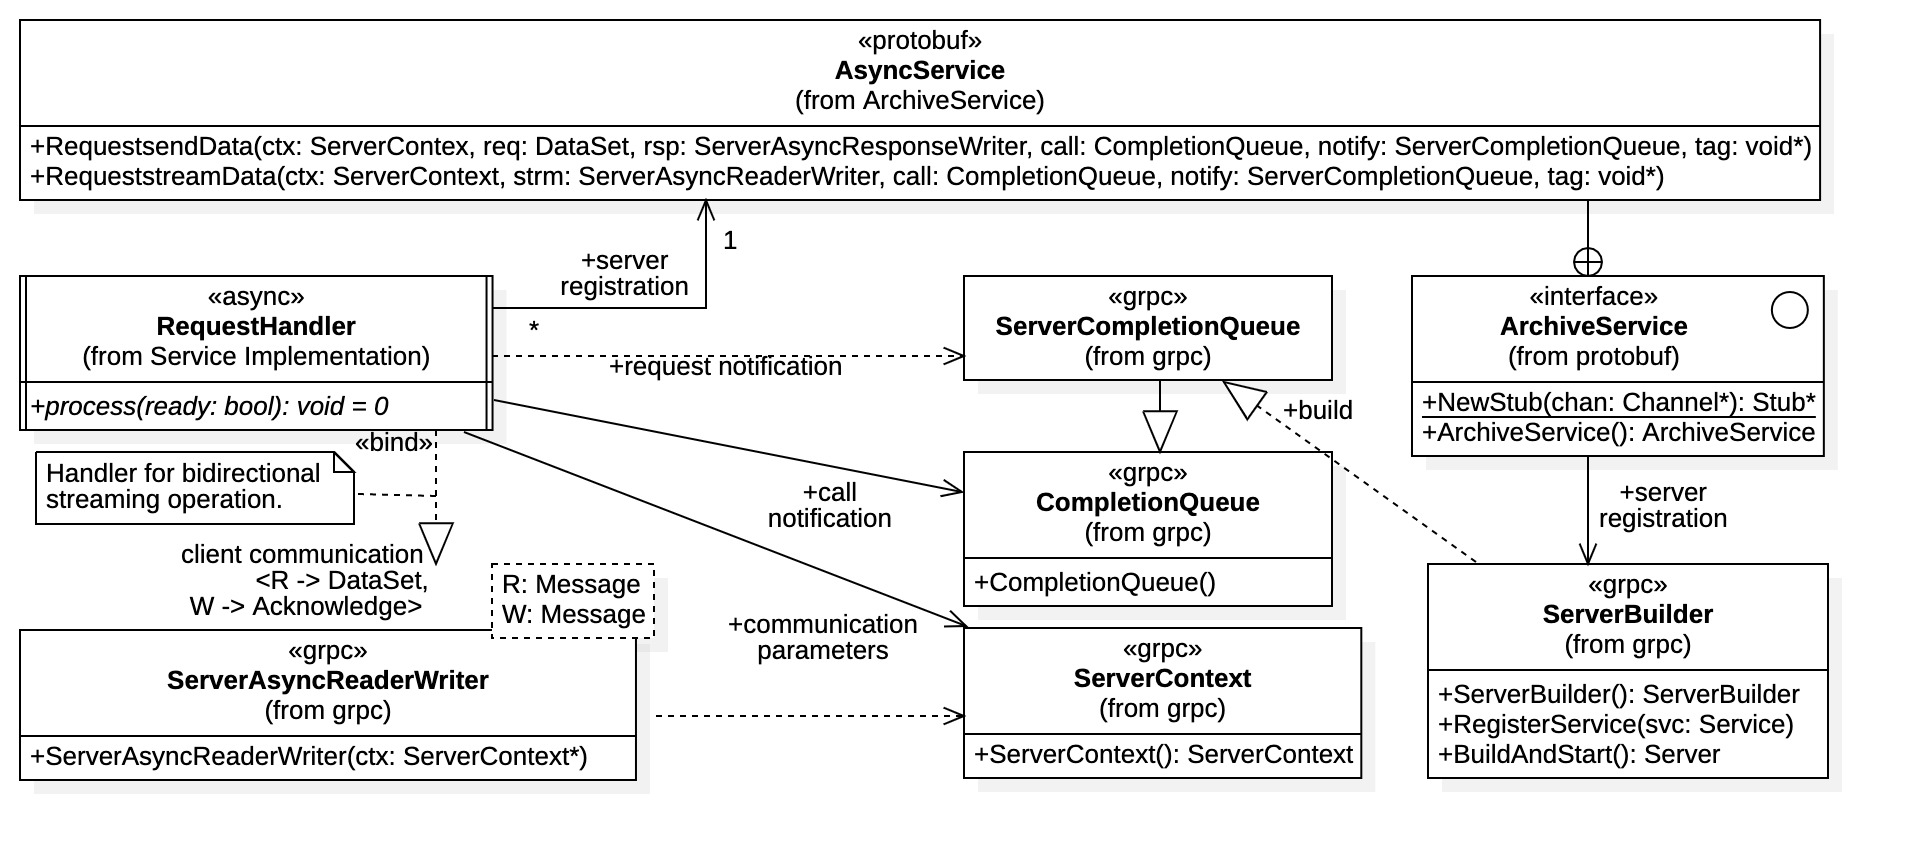 «protobuf»
AsyncService
(from ArchiveService)
+RequestsendData(ctx: ServerContex, req: DataSet, rsp: ServerAsyncResponseWriter, call: CompletionQueue, notify: ServerCompletionQueue, tag: void*)
+RequeststreamData(ctx: ServerContext, strm: ServerAsyncReaderWriter, call: CompletionQueue, notify: ServerCompletionQueue, tag: void*)
1
+server
registration
*
«async»
RequestHandler
(from Service Implementation)
+process(ready: bool): void = 0
+request notification
«grpc»
ServerCompletionQueue
(from grpc)
«interface»
ArchiveService
(from protobuf)
+NewStub(chan: Channel*): Stub*
+ArchiveService(): ArchiveService
+build
«bind»
Handler for bidirectional
streaming operation.
+call
notification
«grpc»
CompletionQueue
(from grpc)
+CompletionQueue()
+server
registration
client communication
<R -> DataSet,
W -> Acknowledge>
R: Message
W: Message
+communication
parameters
«grpc»
ServerAsyncReaderWriter
(from grpc)
+ServerAsyncReaderWriter(ctx: ServerContext*)
«grpc»
ServerContext
(from grpc)
+ServerContext(): ServerContext
«grpc»
ServerBuilder
(from grpc)
+ServerBuilder(): ServerBuilder
+RegisterService(svc: Service)
+BuildAndStart(): Server